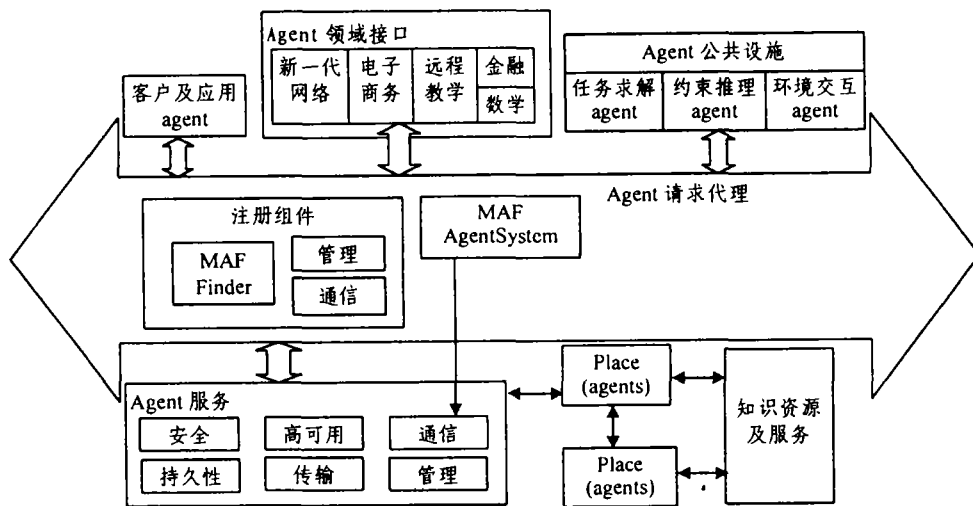 Agent 领域接口
新一代
网络
电子
商务
远程
教学
金融
数学
Agent 公共设施
任务求解
agent
约束推理
agent
环境交互
agent
客户及应用
agent
Agent 请求代理
注册组件
MAF
Finder
管理
通信
MAF
AgentSystem
Agent 服务
安全
高可用
通信
持久性
传输
管理
Place
(agents)
Place
(agents)
知识资源
及服务